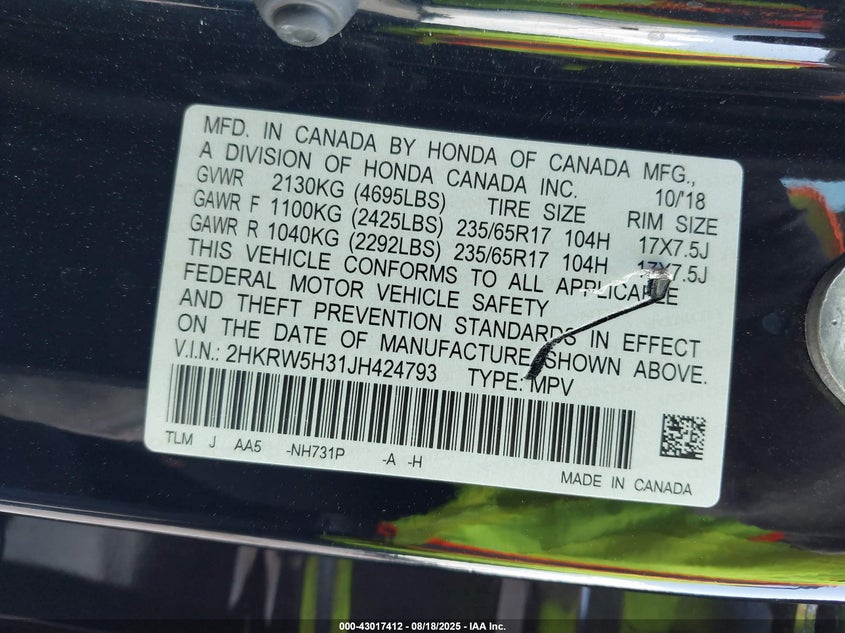 MFD. IN CANADA BY HONDA OF CANADA MFG.,
A DIVISION OF HONDA CANADA INC. 10/'18
GVWR 2130KG (4695LBS) TIRE SIZE RIM SIZE
GAWR F 1100KG (2425LBS) 235/65R17 104H 17X7.5J
GAWR R 1040KG (2292LBS) 235/65R17 104H 17X7.5J
THIS VEHICLE CONFORMS TO ALL APPLICABLE
FEDERAL MOTOR VEHICLE SAFETY
AND THEFT PREVENTION STANDARDS IN EFFECT
ON THE DATE OF MANUFACTURE SHOWN ABOVE.
V.I.N.: 2HKRW5H31JH424793 TYPE: MPV
TLM J AA5 -NH731P -A -H
MADE IN CANADA
000-43017412 - 08/18/2025 - IAA Inc.